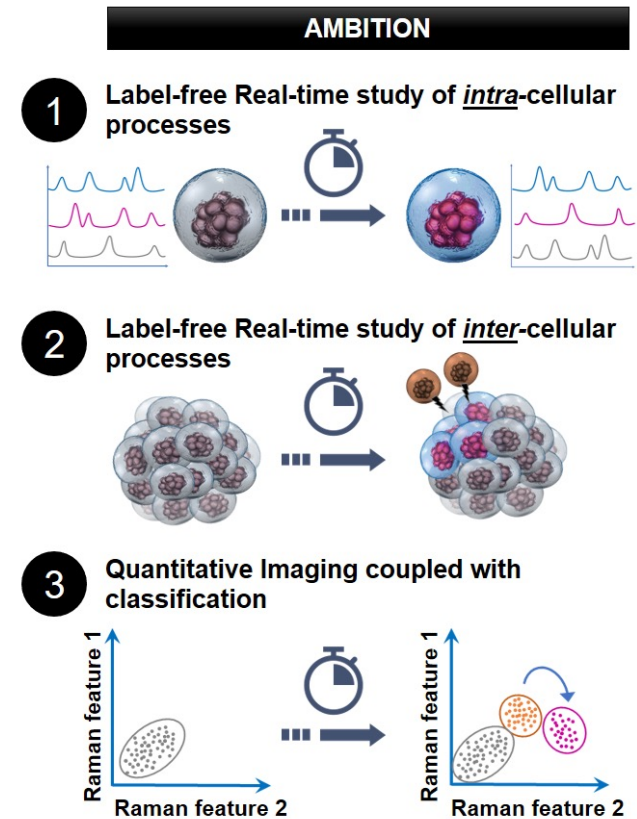 AMBITION
1
Label-free Real-time study of intra-cellular
processes
2
Label-free Real-time study of inter-cellular
processes
3
Quantitative Imaging coupled with
classification
Raman feature 1
Raman feature 2
Raman feature 1
Raman feature 2